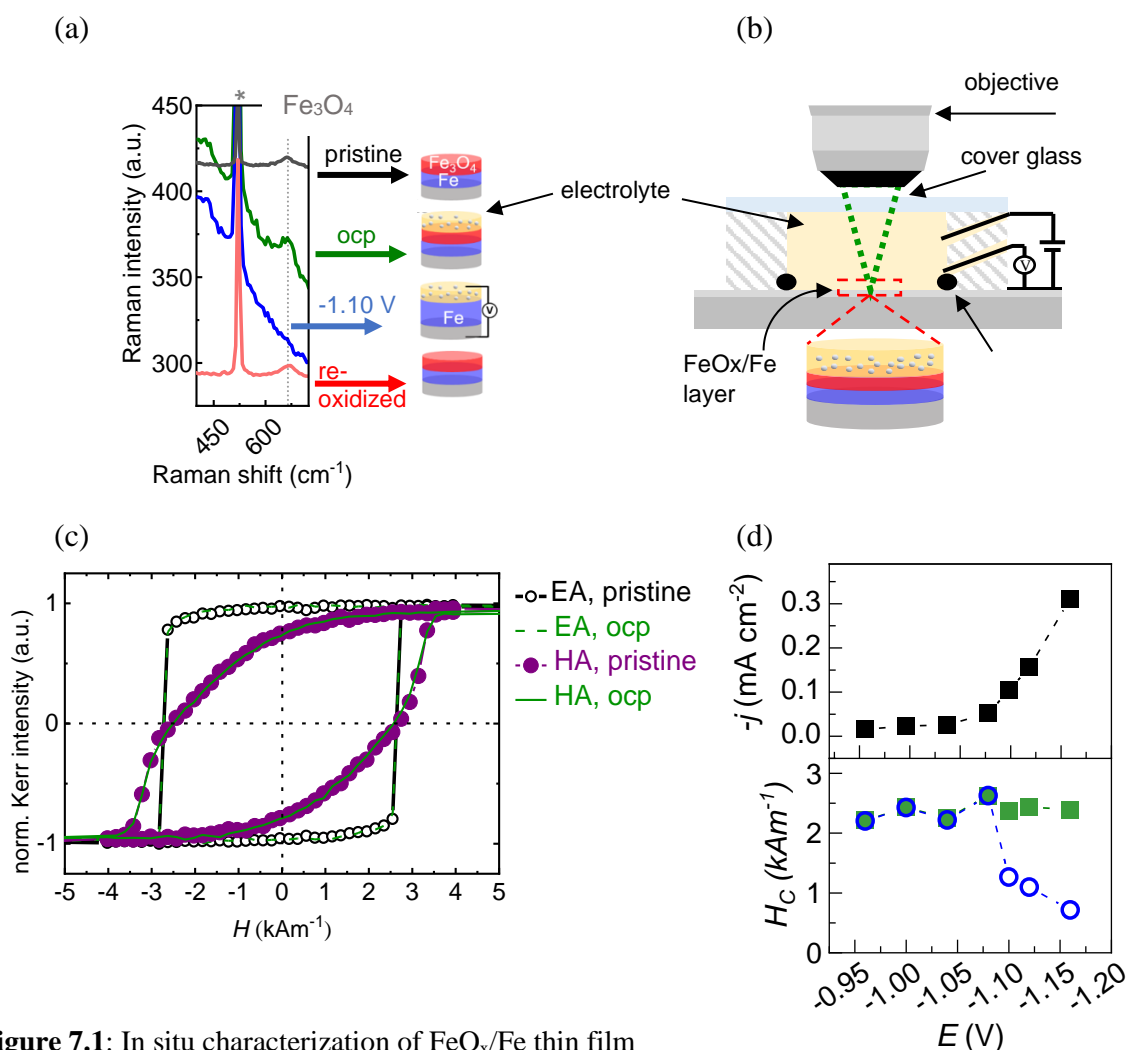 (a)
450
400
350
300
Raman intensity (a.u.)
*
Fe₃O₄
450
600
Raman shift (cm⁻¹)
pristine
ocp
-1.10 V
re-
oxidized
Fe₃O₄
Fe
Fe
V
electrolyte
(b)
objective
cover glass
V
FeOx/Fe
layer
(c)
1
0
-1
norm. Kerr intensity (a.u.)
-5 -4 -3 -2 -1 0 1 2 3 4 5
H (kAm⁻¹)
EA, pristine
EA, ocp
HA, pristine
HA, ocp
(d)
0.3
0.1
0.0
-j (mA cm⁻²)
3
2
1
0
H_C (kAm⁻¹)
-0.95 -1.00 -1.05 -1.10 -1.15 -1.20
E (V)
igure 7.1: In situ characterization of FeOₓ/Fe thin film